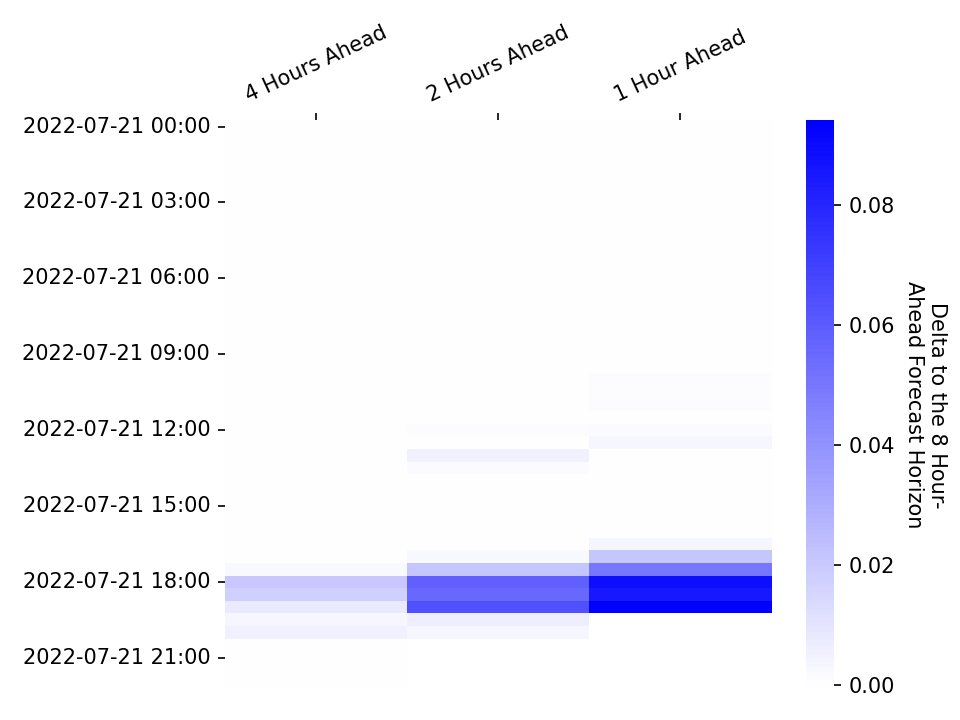 4 Hours Ahead
2 Hours Ahead
1 Hour Ahead
2022-07-21 00:00
2022-07-21 03:00
2022-07-21 06:00
2022-07-21 09:00
2022-07-21 12:00
2022-07-21 15:00
2022-07-21 18:00
2022-07-21 21:00
0.08
0.06
0.04
0.02
0.00
Delta to the 8 Hour-
Ahead Forecast Horizon